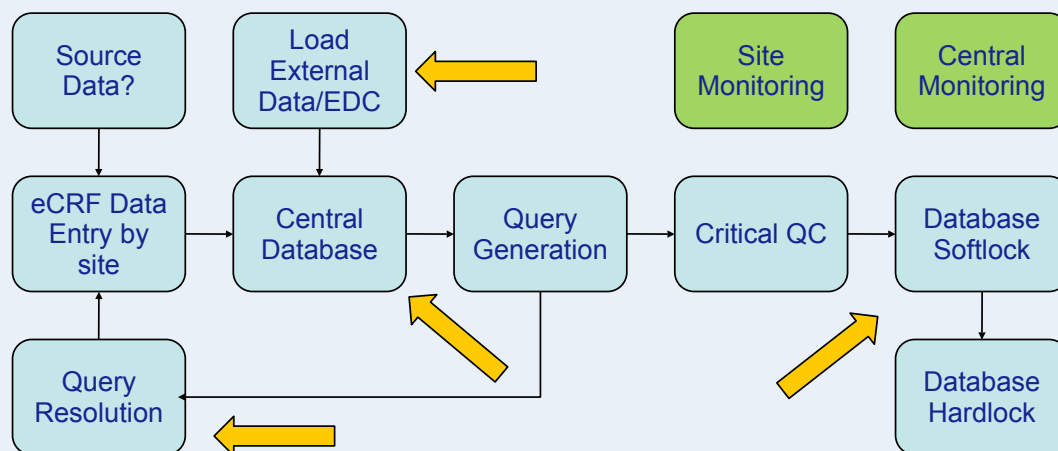 Source
Data?
Load
External
Data/EDC
Site
Monitoring
Central
Monitoring
eCRF Data
Entry by
site
Central
Database
Query
Generation
Critical QC
Database
Softlock
Query
Resolution
Database
Hardlock